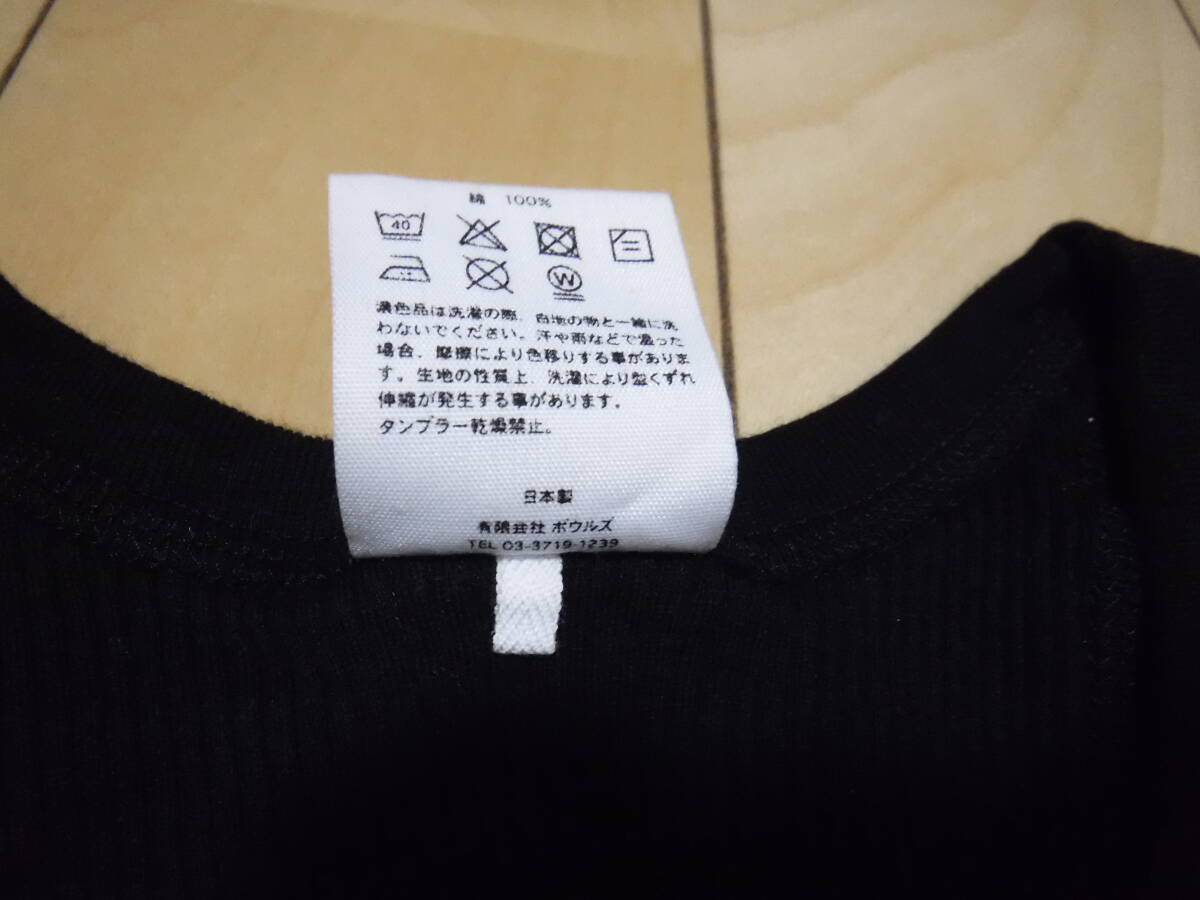 綿 100%
40
W
濃色品は洗濯の際、白地の物と一緒に洗
わないでください。汗や雨などで湿った
場合、摩擦により色移りする事がありま
す。生地の性質上、洗濯により型くずれ
伸縮が発生する事があります。
タンブラー乾燥禁止。
日本製
有限会社 ボウルズ
TEL 03-3719-1239